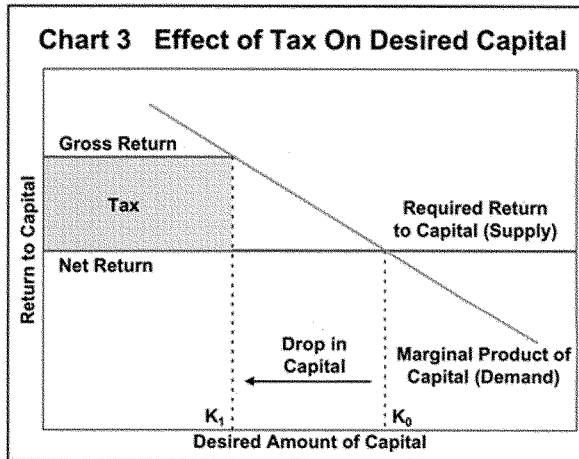 Chart 3 Effect of Tax On Desired Capital
Gross Return
Tax
Required Return
to Capital (Supply)
Net Return
Return to Capital
Drop in
Capital
Marginal Product of
Capital (Demand)
K1
K0
Desired Amount of Capital